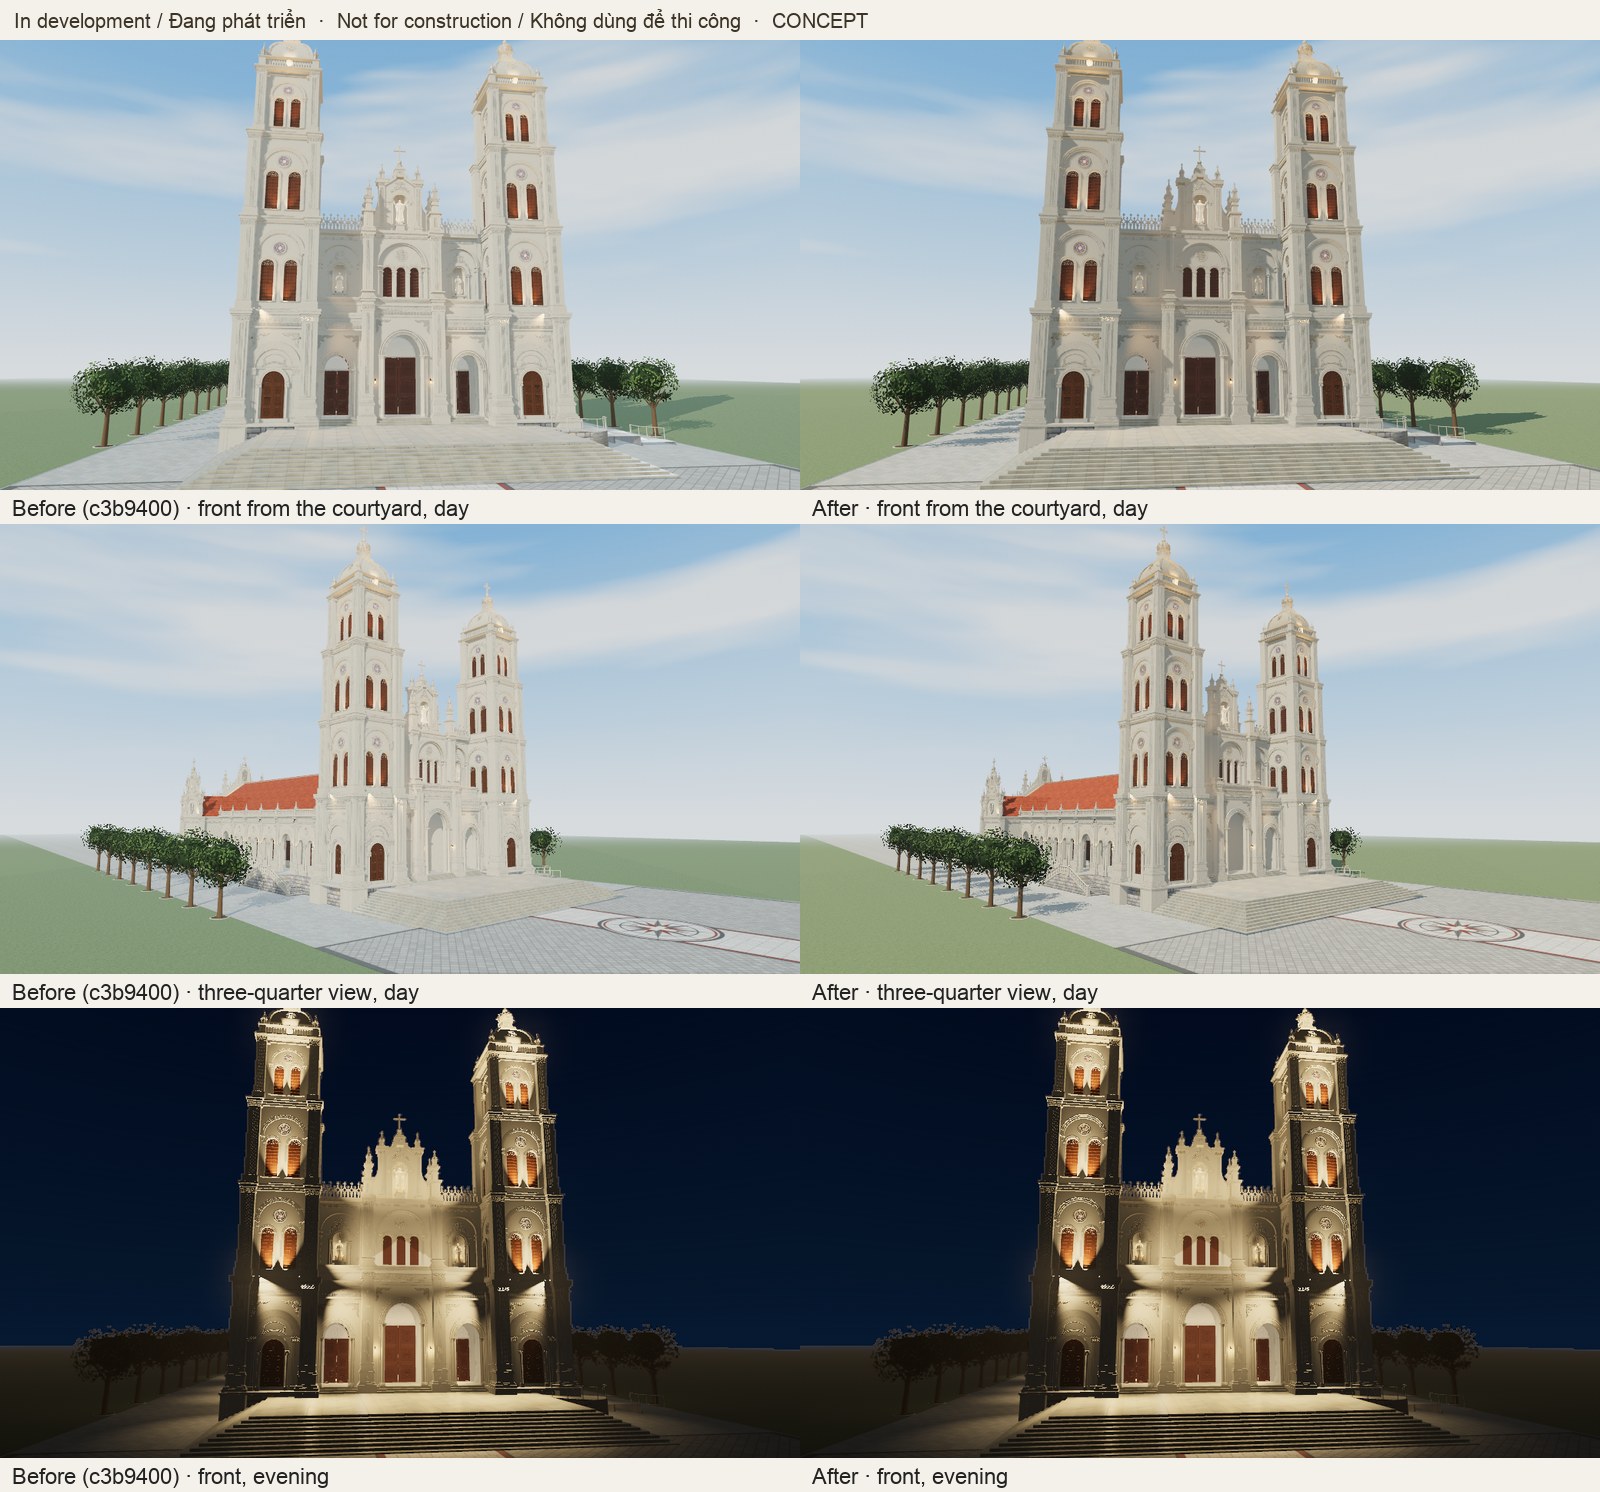 In development / Đang phát triển · Not for construction / Không dùng để thi công · CONCEPT
Before (c3b9400) · front from the courtyard, day
After · front from the courtyard, day
Before (c3b9400) · three-quarter view, day
After · three-quarter view, day
Before (c3b9400) · front, evening
After · front, evening